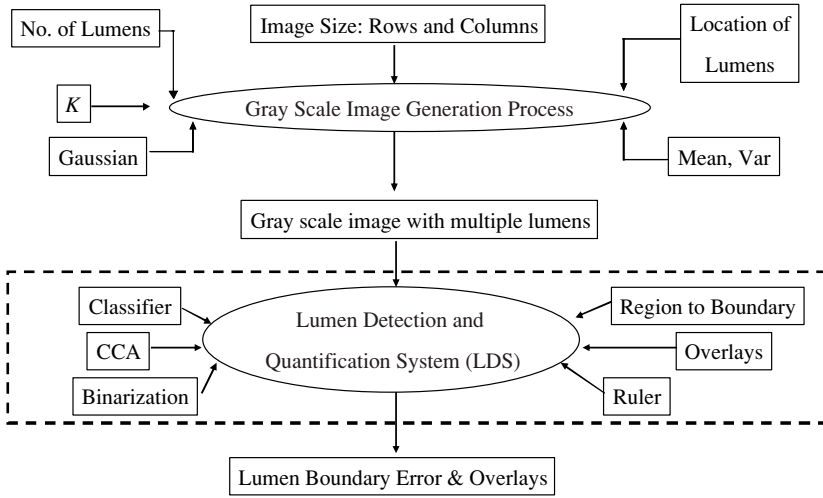 No. of Lumens
Image Size: Rows and Columns
Location of
Lumens
K
Gray Scale Image Generation Process
Gaussian
Mean, Var
Gray scale image with multiple lumens
Classifier
Lumen Detection and
Quantification System (LDS)
Region to Boundary
CCA
Overlays
Binarization
Ruler
Lumen Boundary Error & Overlays